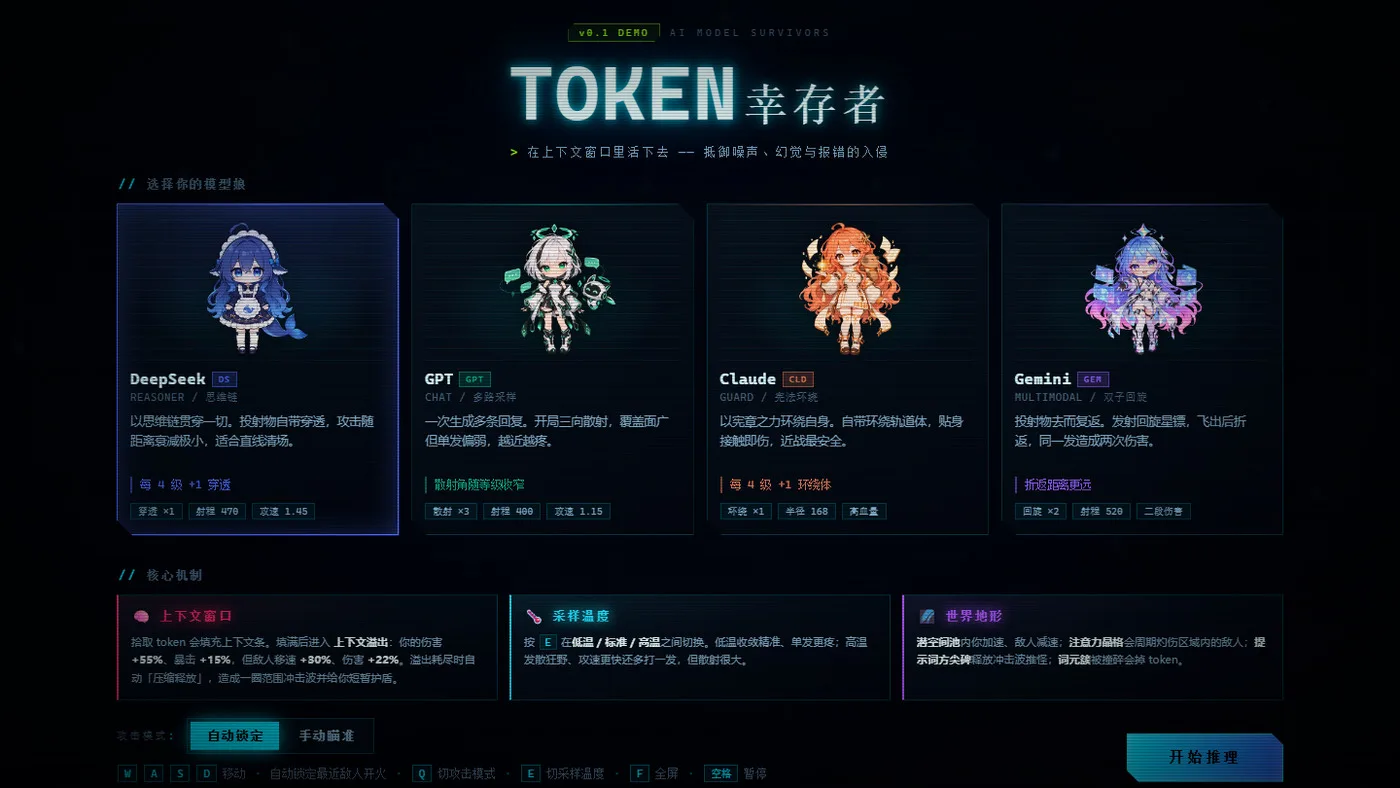 v0.1 DEMO AI MODEL SURVIVORS
TOKEN 幸存者
> 在上下文窗口里活下去 —— 抵御噪声、幻觉与报错的入侵
// 选择你的模型娘
DeepSeek DS
REASONER / 思维链
以思维链贯穿一切。投射物自带穿透，攻击随
距离衰减极小，适合直线清场。
每 4 级 +1 穿透
穿透 ×1 射程 470 攻速 1.45
GPT GPT
CHAT / 多路采样
一次生成多条回复。开局三向散射，覆盖面广
但单发偏弱，越近越疼。
散射角随等级收窄
散射 ×3 射程 400 攻速 1.15
Claude CLD
GUARD / 宪法环绕
以宪章之力环绕自身。自带环绕轨道体，贴身
接触即伤，近战最安全。
每 4 级 +1 环绕体
环绕 ×1 半径 168 高血量
Gemini GEM
MULTIMODAL / 双子回旋
投射物去而复返。发射回旋星镖，飞出后折
返，同一发造成两次伤害。
折返距离更远
回旋 ×2 射程 520 二段伤害
// 核心机制
上下文窗口
拾取 token 会填充上下文条。填满后进入 上下文溢出：你的伤害
+55%、暴击 +15%，但敌人移速 +30%、伤害 +22%。溢出耗尽时自
动「压缩释放」，造成一圈范围冲击波并给你短暂护盾。
采样温度
按 E 在低温 / 标准 / 高温之间切换。低温收敛精准、单发更疼；高温
发散狂野、攻速更快还多打一发，但散射很大。
世界地形
潜空间池内你加速、敌人减速；注意力晶格会周期灼伤区域内的敌人；提
示词方尖碑释放冲击波推怪；词元簇被撞碎会掉 token。
攻击模式： 自动锁定 手动瞄准
W A S D 移动 · 自动锁定最近敌人开火 · Q 切攻击模式 · E 切采样温度 · F 全屏 · 空格 暂停
开始推理